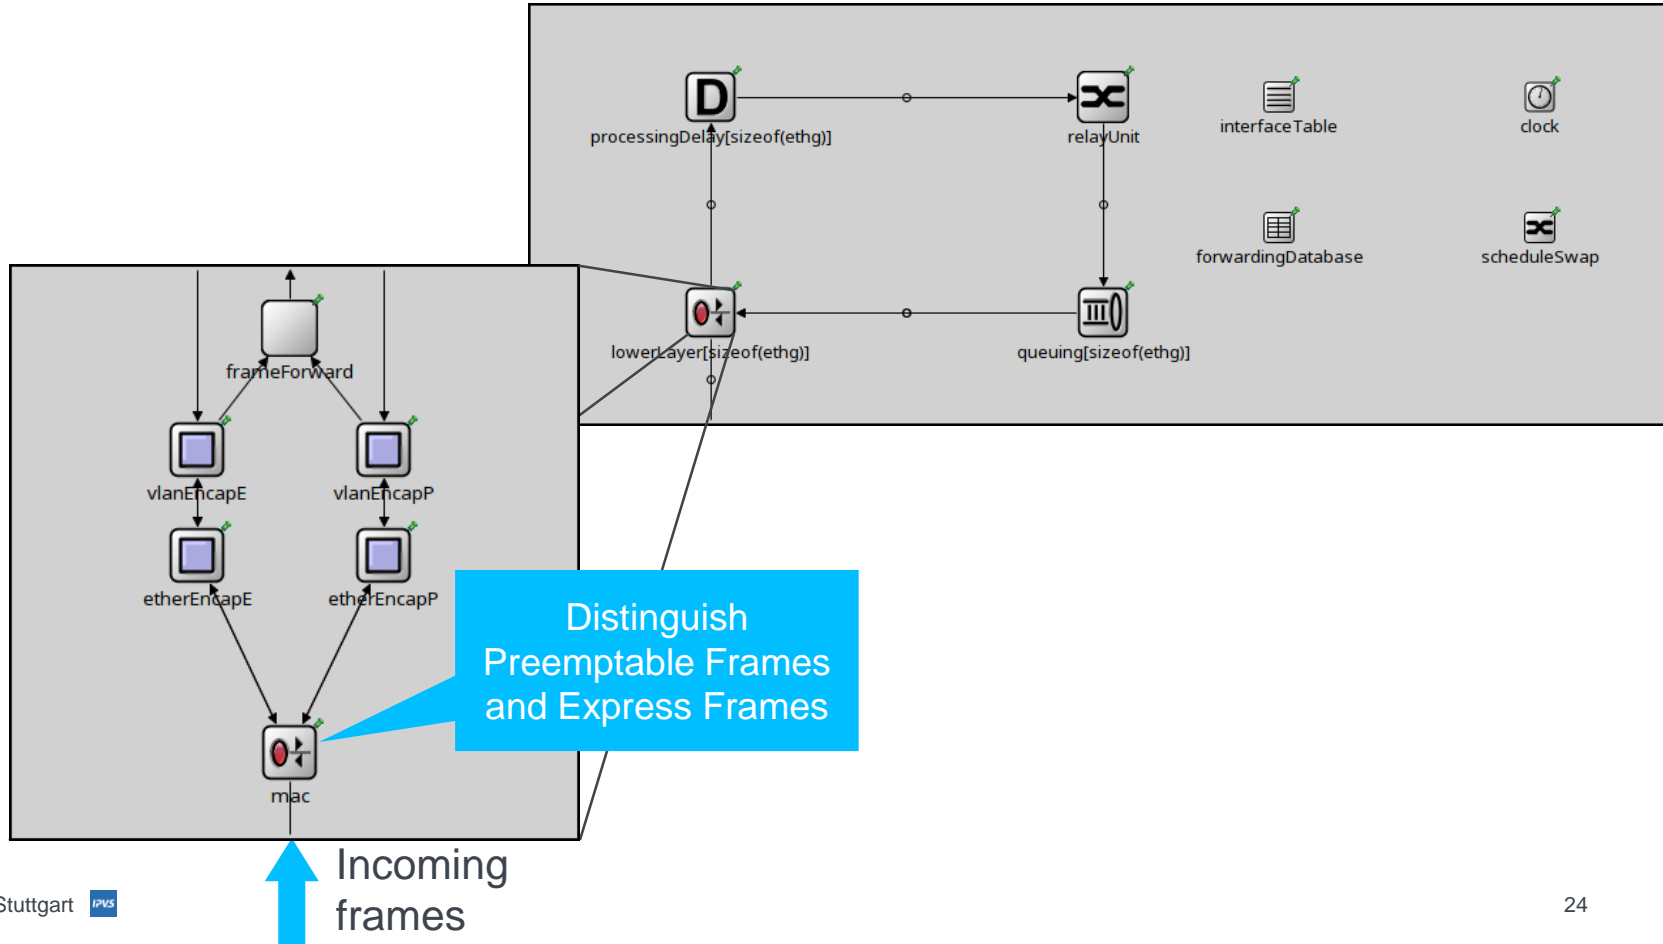 processingDelay[sizeof(ethg)]
relayUnit
interfaceTable
clock
forwardingDatabase
scheduleSwap
lowerLayer[sizeof(ethg)]
queuing[sizeof(ethg)]
frameForward
vlanEncapE
vlanEncapP
etherEncapE
etherEncapP
mac
Distinguish
Preemptable Frames
and Express Frames
Incoming
frames
Stuttgart
IPVS
24